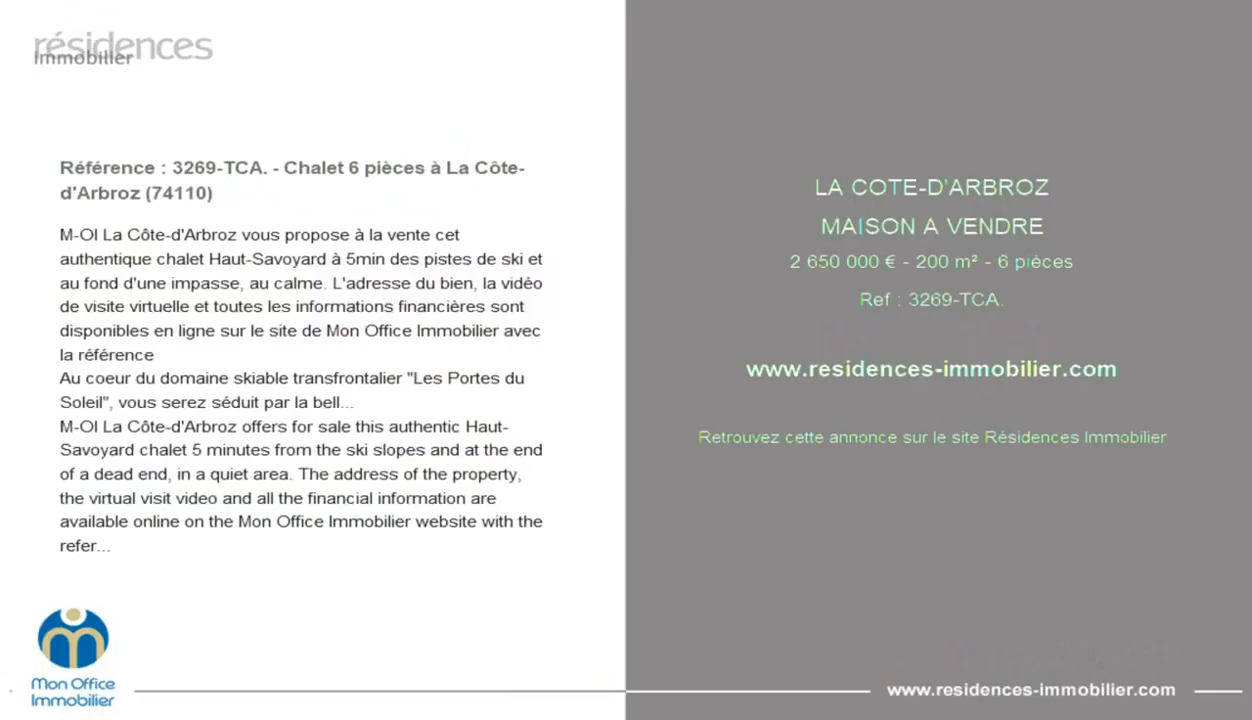 résidences
Immobilier
Référence : 3269-TCA. - Chalet 6 pièces à La Côte-
d'Arbroz (74110)
M-OI La Côte-d'Arbroz vous propose à la vente cet
authentique chalet Haut-Savoyard à 5min des pistes de ski et
au fond d'une impasse, au calme. L'adresse du bien, la vidéo
de visite virtuelle et toutes les informations financières sont
disponibles en ligne sur le site de Mon Office Immobilier avec
la référence
Au coeur du domaine skiable transfrontalier "Les Portes du
Soleil", vous serez séduit par la bell...
M-OI La Côte-d'Arbroz offers for sale this authentic Haut-
Savoyard chalet 5 minutes from the ski slopes and at the end
of a dead end, in a quiet area. The address of the property,
the virtual visit video and all the financial information are
available online on the Mon Office Immobilier website with the
refer...
Mon Office
Immobilier
LA COTE-D'ARBROZ
MAISON A VENDRE
2 650 000 € - 200 m² - 6 pièces
Ref : 3269-TCA.
www.residences-immobilier.com
Retrouvez cette annonce sur le site Résidences Immobilier
www.residences-immobilier.com